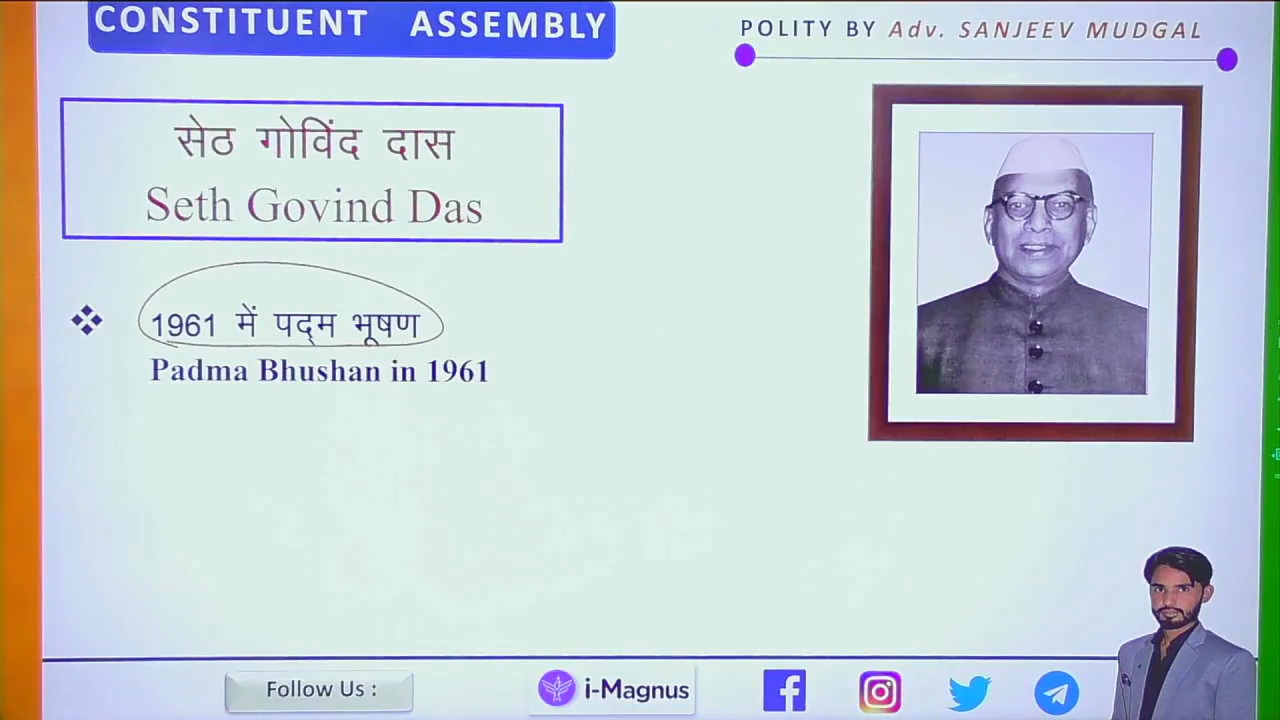 CONSTITUENT ASSEMBLY
POLITY BY Adv. SANJEEV MUDGAL
सेठ गोविंद दास
Seth Govind Das
1961 में पद्म भूषण
Padma Bhushan in 1961
Follow Us :
i-Magnus